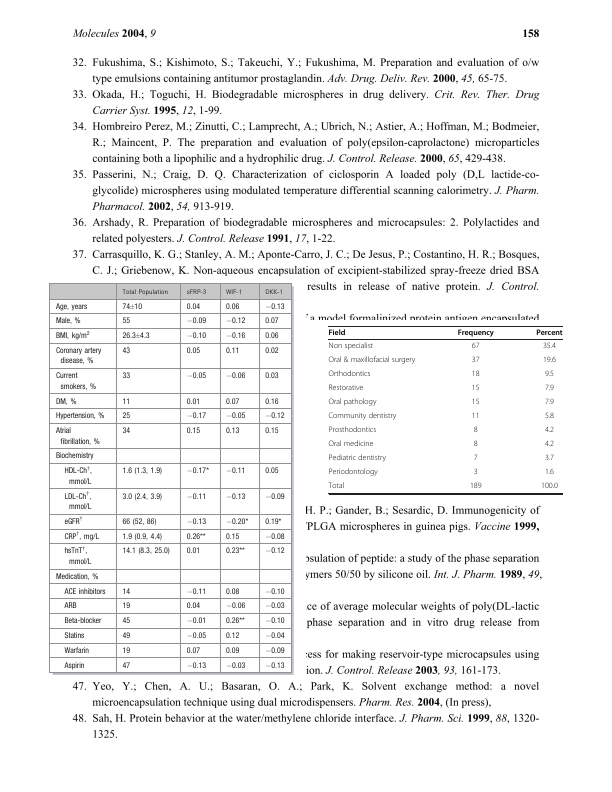 Molecules 2004, 9 158
32. Fukushima, S.; Kishimoto, S.; Takeuchi, Y.; Fukushima, M. Preparation and evaluation of o/w
type emulsions containing antitumor prostaglandin. Adv. Drug. Deliv. Rev. 2000, 45, 65-75.
33. Okada, H.; Toguchi, H. Biodegradable microspheres in drug delivery. Crit. Rev. Ther. Drug
Carrier Syst. 1995, 12, 1-99.
34. Hombreiro Perez, M.; Zinutti, C.; Lamprecht, A.; Ubrich, N.; Astier, A.; Hoffman, M.; Bodmeier,
R.; Maincent, P. The preparation and evaluation of poly(epsilon-caprolactone) microparticles
containing both a lipophilic and a hydrophilic drug. J. Control. Release. 2000, 65, 429-438.
35. Passerini, N.; Craig, D. Q. Characterization of ciclosporin A loaded poly (D,L lactide-co-
glycolide) microspheres using modulated temperature differential scanning calorimetry. J. Pharm.
Pharmacol. 2002, 54, 913-919.
36. Arshady, R. Preparation of biodegradable microspheres and microcapsules: 2. Polylactides and
related polyesters. J. Control. Release 1991, 17, 1-22.
37. Carrasquillo, K. G.; Stanley, A. M.; Aponte-Carro, J. C.; De Jesus, P.; Costantino, H. R.; Bosques,
C. J.; Griebenow, K. Non-aqueous encapsulation of excipient-stabilized spray-freeze dried BSA
results in release of native protein. J. Control.
a model formalinized protein antigen encapsulated
Total Population sFRP-3 WIF-1 DKK-1
Age, years 74±10 0.04 0.06 −0.13
Male, % 55 −0.09 −0.12 0.07
BMI, kg/m2 26.3±4.3 −0.10 −0.16 0.06
Coronary artery 43 0.05 0.11 0.02
disease, %
Current 33 −0.05 −0.06 0.03
smokers, %
DM, % 11 0.01 0.07 0.16
Hypertension, % 25 −0.17 −0.05 −0.12
Atrial 34 0.15 0.13 0.15
fibrillation, %
Biochemistry
HDL-Ch†, 1.6 (1.3, 1.9) −0.17* −0.11 0.05
mmol/L
LDL-Ch†, 3.0 (2.4, 3.9) −0.11 −0.13 −0.09
mmol/L
eGFR† 66 (52, 86) −0.13 −0.20* 0.19*
CRP†, mg/L 1.9 (0.9, 4.4) 0.26** 0.15 −0.08
hsTnT†, 14.1 (8.3, 25.0) 0.01 0.23** −0.12
mmol/L
Medication, %
ACE inhibitors 14 −0.11 0.08 −0.10
ARB 19 0.04 −0.06 −0.03
Beta-blocker 45 −0.01 0.26** −0.10
Statins 49 −0.05 0.12 −0.04
Warfarin 19 0.07 0.09 −0.09
Aspirin 47 −0.13 −0.03 −0.13
Field Frequency Percent
Non specialist 67 35.4
Oral & maxillofacial surgery 37 19.6
Orthodontics 18 9.5
Restorative 15 7.9
Oral pathology 15 7.9
Community dentistry 11 5.8
Prosthodontics 8 4.2
Oral medicine 8 4.2
Pediatric dentistry 7 3.7
Periodontology 3 1.6
Total 189 100.0
H. P.; Gander, B.; Sesardic, D. Immunogenicity of
/PLGA microspheres in guinea pigs. Vaccine 1999,
psulation of peptide: a study of the phase separation
ymers 50/50 by silicone oil. Int. J. Pharm. 1989, 49,
ce of average molecular weights of poly(DL-lactic
phase separation and in vitro drug release from
cess for making reservoir-type microcapsules using
ion. J. Control. Release 2003, 93, 161-173.
47. Yeo, Y.; Chen, A. U.; Basaran, O. A.; Park, K. Solvent exchange method: a novel
microencapsulation technique using dual microdispensers. Pharm. Res. 2004, (In press),
48. Sah, H. Protein behavior at the water/methylene chloride interface. J. Pharm. Sci. 1999, 88, 1320-
1325.